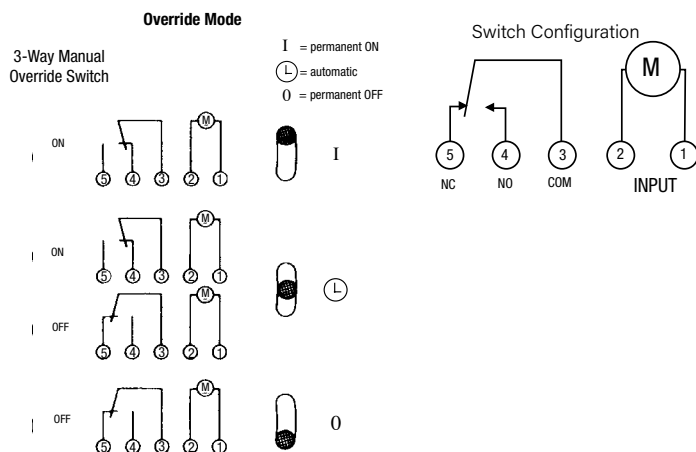 Override Mode
3-Way Manual
Override Switch
I = permanent ON
= automatic
0 = permanent OFF
ON
M
5 4 3 2 1
I
ON
M
5 4 3 2 1
OFF
M
5 4 3 2 1
OFF
M
5 4 3 2 1
0
Switch Configuration
M
5 4 3 2 1
NC NO COM INPUT